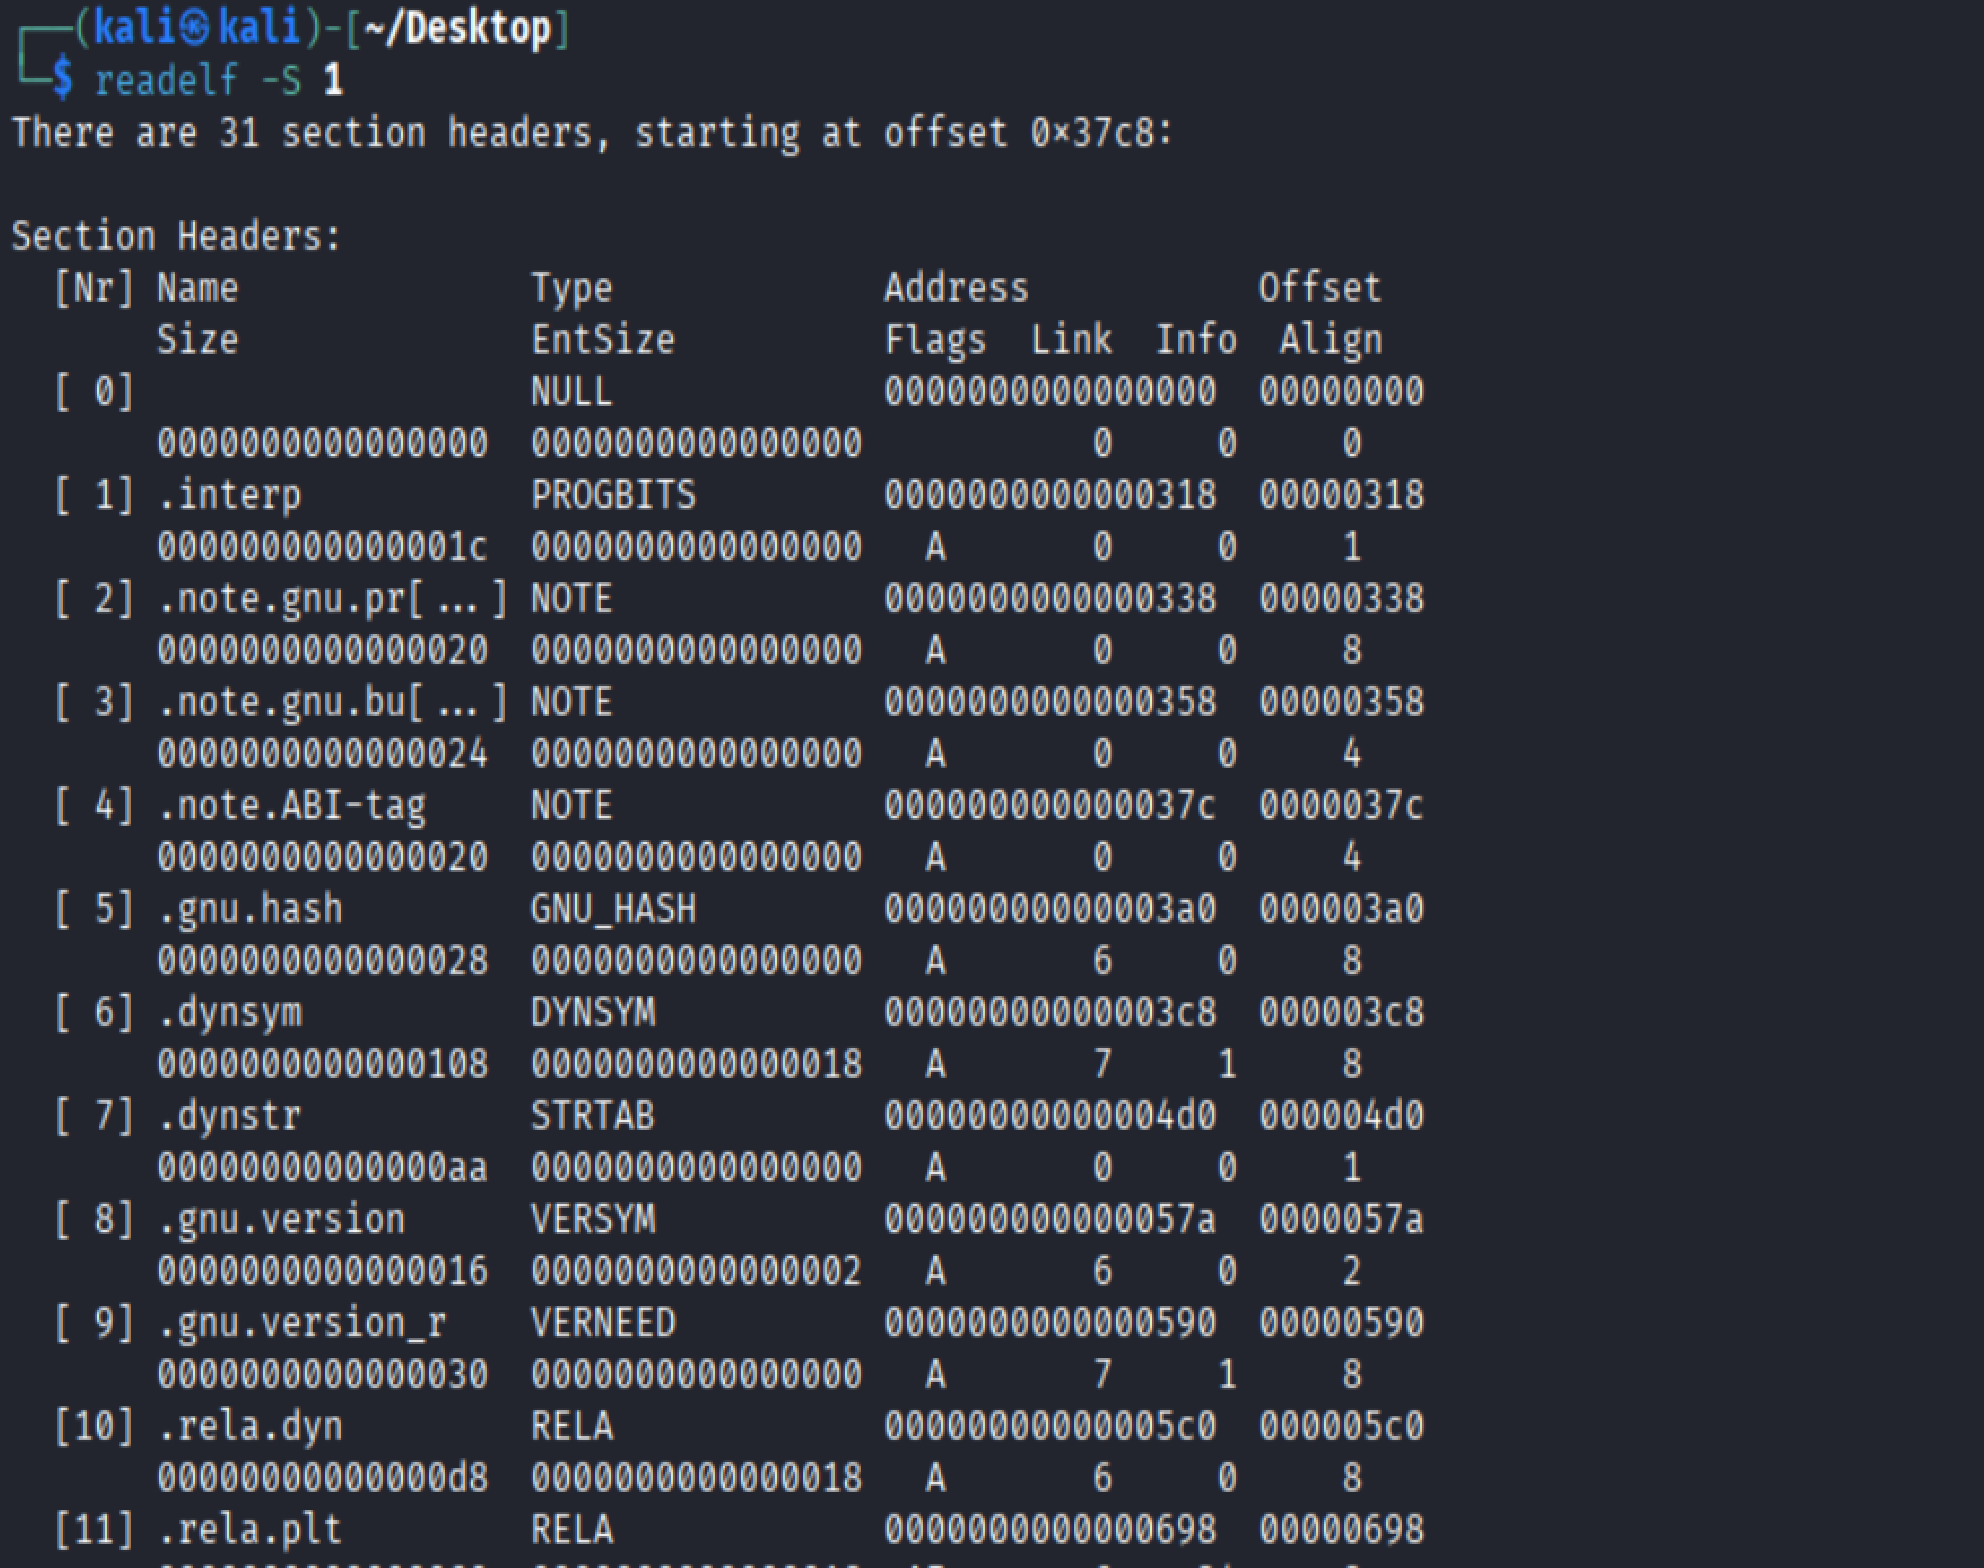 (kali㉿kali)-[~/Desktop]
$ readelf -S 1
There are 31 section headers, starting at offset 0×37c8:
Section Headers:
[Nr] Name Type Address Offset
Size EntSize Flags Link Info Align
[ 0] NULL 0000000000000000 00000000
0000000000000000 0000000000000000 0 0 0
[ 1] .interp PROGBITS 0000000000000318 00000318
000000000000001c 0000000000000000 A 0 0 1
[ 2] .note.gnu.pr[...] NOTE 0000000000000338 00000338
0000000000000020 0000000000000000 A 0 0 8
[ 3] .note.gnu.bu[...] NOTE 0000000000000358 00000358
0000000000000024 0000000000000000 A 0 0 4
[ 4] .note.ABI-tag NOTE 000000000000037c 0000037c
0000000000000020 0000000000000000 A 0 0 4
[ 5] .gnu.hash GNU_HASH 00000000000003a0 000003a0
0000000000000028 0000000000000000 A 6 0 8
[ 6] .dynsym DYNSYM 00000000000003c8 000003c8
0000000000000108 0000000000000018 A 7 1 8
[ 7] .dynstr STRTAB 00000000000004d0 000004d0
00000000000000aa 0000000000000000 A 0 0 1
[ 8] .gnu.version VERSYM 000000000000057a 0000057a
0000000000000016 0000000000000002 A 6 0 2
[ 9] .gnu.version_r VERNEED 0000000000000590 00000590
0000000000000030 0000000000000000 A 7 1 8
[10] .rela.dyn RELA 00000000000005c0 000005c0
00000000000000d8 0000000000000018 A 6 0 8
[11] .rela.plt RELA 0000000000000698 00000698